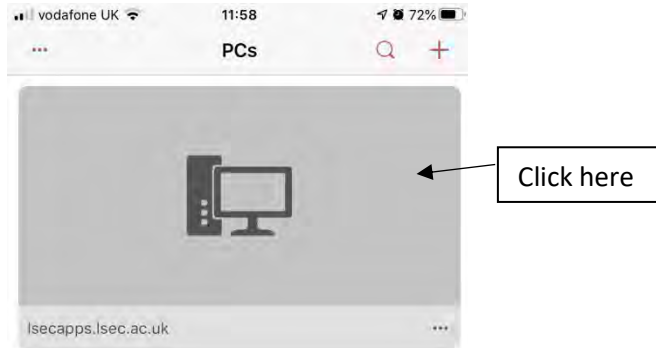 vodafone UK 11:58 72%
... PCs
Click here
lsecapps.lsec.ac.uk ...